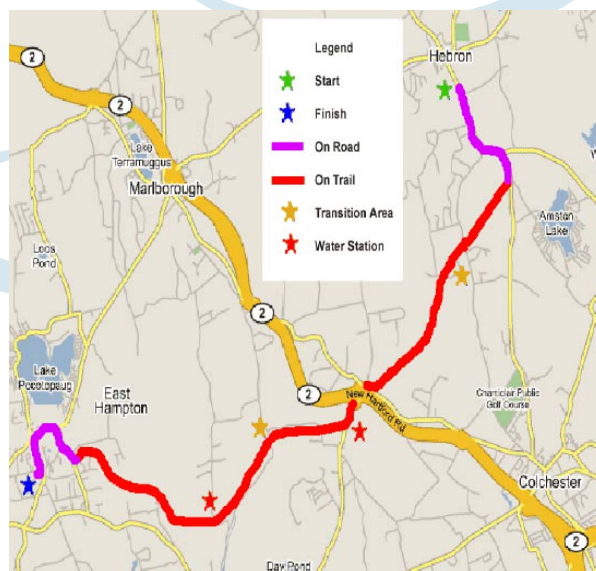 Legend
Start
Finish
On Road
On Trail
Transition Area
Water Station
Hebron
2
2
Lake
Terramuggus
Marlborough
Amston
Lake
Loos
Pond
2
Lake
Pocotopaug
East
Hampton
2
New Hartford Rd
Chanticlair Public
Golf Course
Colchester
2
Day Pond